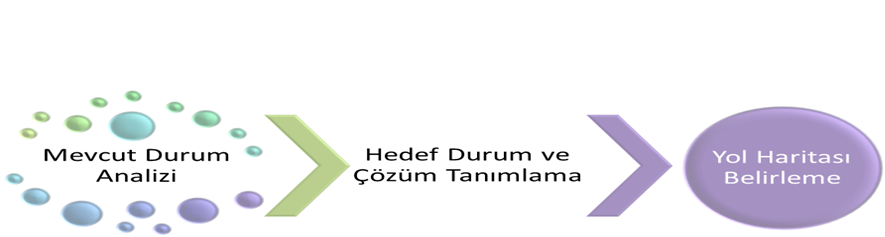 Mevcut Durum
Analizi
Hedef Durum ve
Çözüm Tanımlama
Yol Haritası
Belirleme